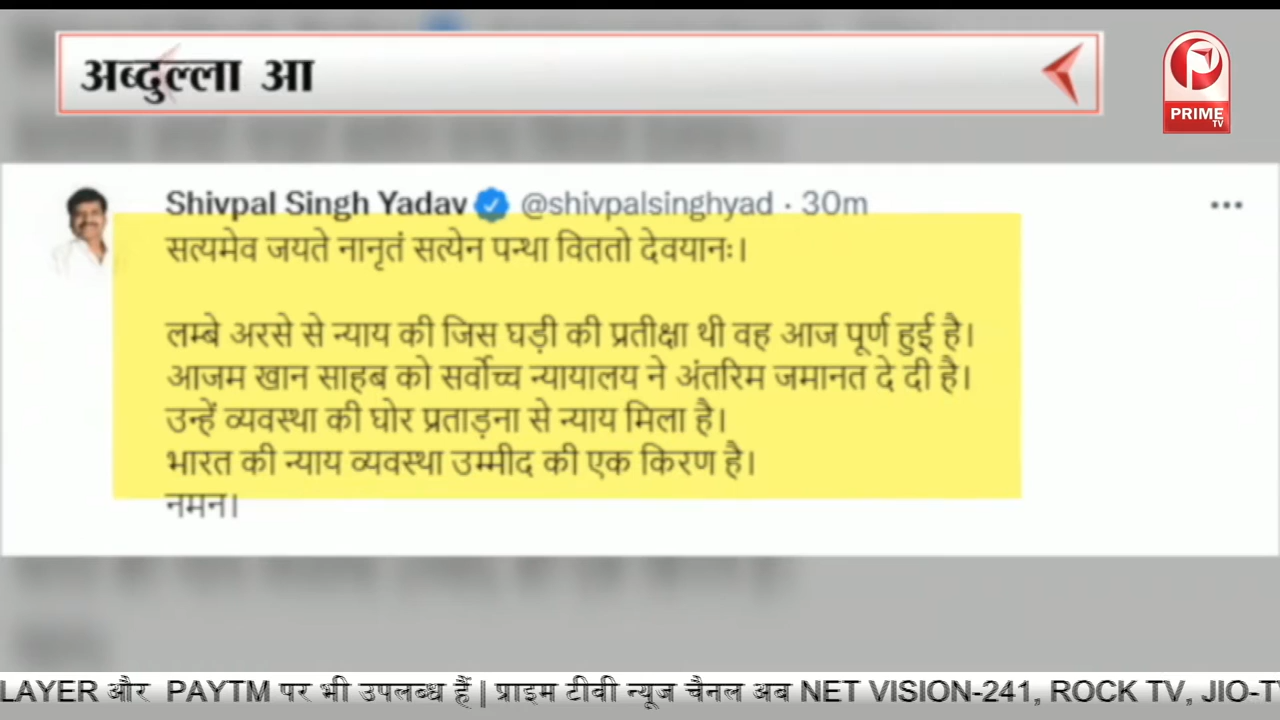 अब्दुल्ला आ
PRIME
TV
Shivpal Singh Yadav @shivpalsinghyad · 30m
सत्यमेव जयते नानृतं सत्येन पन्था विततो देवयानः।
लम्बे अरसे से न्याय की जिस घड़ी की प्रतीक्षा थी वह आज पूर्ण हुई है।
आजम खान साहब को सर्वोच्च न्यायालय ने अंतरिम जमानत दे दी है।
उन्हें व्यवस्था की घोर प्रताड़ना से न्याय मिला है।
भारत की न्याय व्यवस्था उम्मीद की एक किरण है।
नमन।
LAYER और PAYTM पर भी उपलब्ध हैं | प्राइम टीवी न्यूज चैनल अब NET VISION-241, ROCK TV, JIO-TV